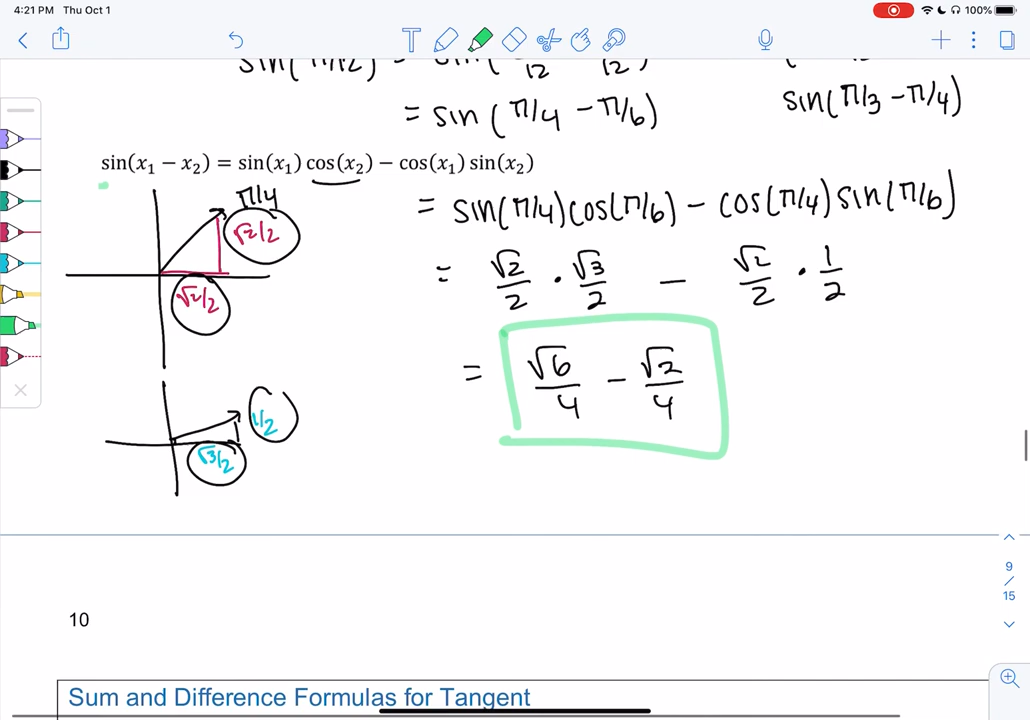 4:21 PM Thu Oct 1 100%
T
= sin(π/4 - π/6)
sin(π/3 - π/4)
sin(x₁ − x₂) = sin(x₁) cos(x₂) − cos(x₁) sin(x₂)
π/4
√2/2
√2/2
= sin(π/4)cos(π/6) - cos(π/4)sin(π/6)
= √2/2 · √3/2 - √2/2 · 1/2
= √6/4 - √2/4
1/2
√3/2
9
/
15
10
Sum and Difference Formulas for Tangent